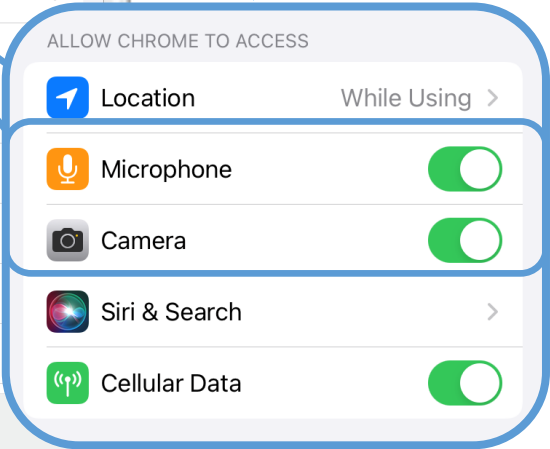 ALLOW CHROME TO ACCESS
Location While Using
Microphone
Camera
Siri & Search
Cellular Data